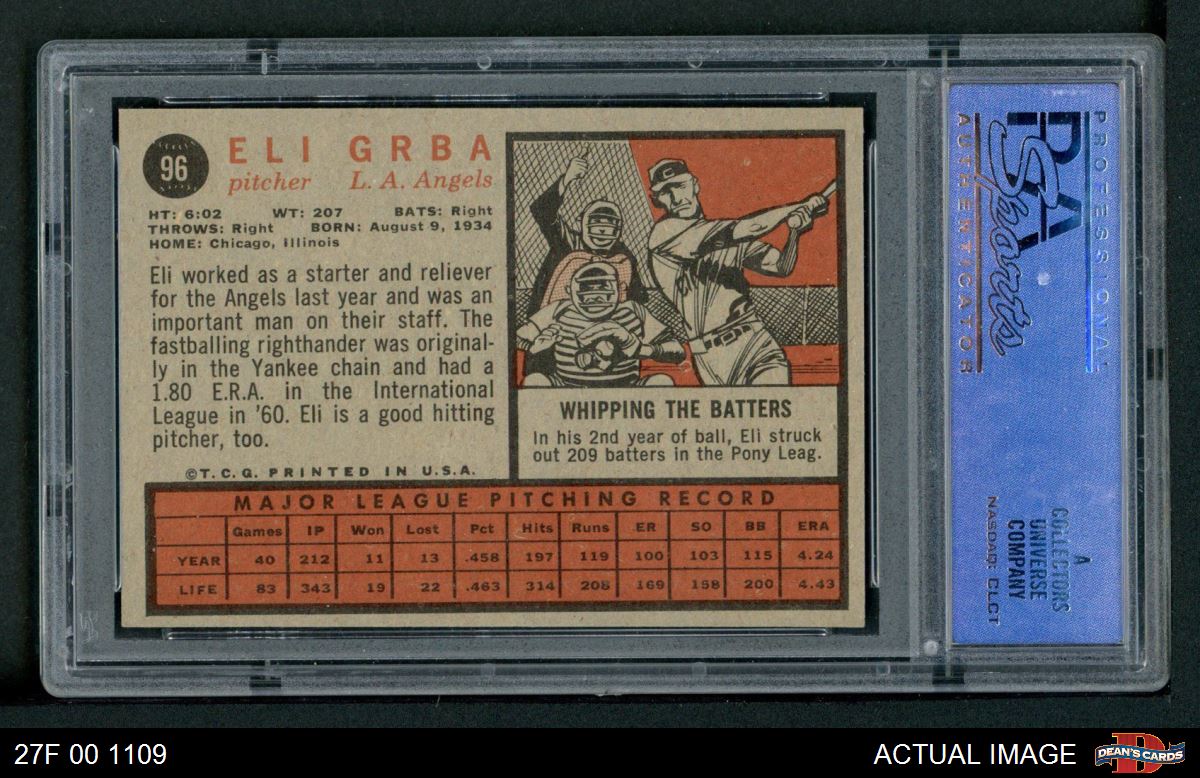 96
ELI GRBA
pitcher L. A. Angels
HT: 6:02 WT: 207 BATS: Right
THROWS: Right BORN: August 9, 1934
HOME: Chicago, Illinois
Eli worked as a starter and reliever
for the Angels last year and was an
important man on their staff. The
fastballing righthander was original-
ly in the Yankee chain and had a
1.80 E.R.A. in the International
League in '60. Eli is a good hitting
pitcher, too.
©T. C. G. PRINTED IN U.S.A.
C
WHIPPING THE BATTERS
In his 2nd year of ball, Eli struck
out 209 batters in the Pony Leag.
MAJOR LEAGUE PITCHING RECORD
Games IP Won Lost Pct Hits Runs ER SO BB ERA
YEAR 40 212 11 13 .458 197 119 100 103 115 4.24
LIFE 83 343 19 22 .463 314 208 169 158 200 4.43
PROFESSIONAL
PSA
Sports
AUTHENTICATOR
A
COLLECTORS
UNIVERSE
COMPANY
NASDAQ: CLCT
27F 00 1109
ACTUAL IMAGE
D
DEAN'S CARDS